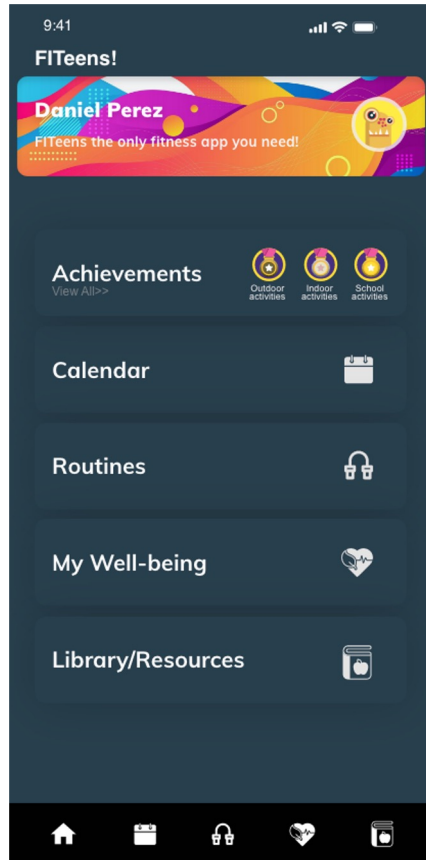 9:41
FITeens!
Daniel Perez
FITeens the only fitness app you need!
Achievements
View All>>
Outdoor activities
Indoor activities
School activities
Calendar
Routines
My Well-being
Library/Resources